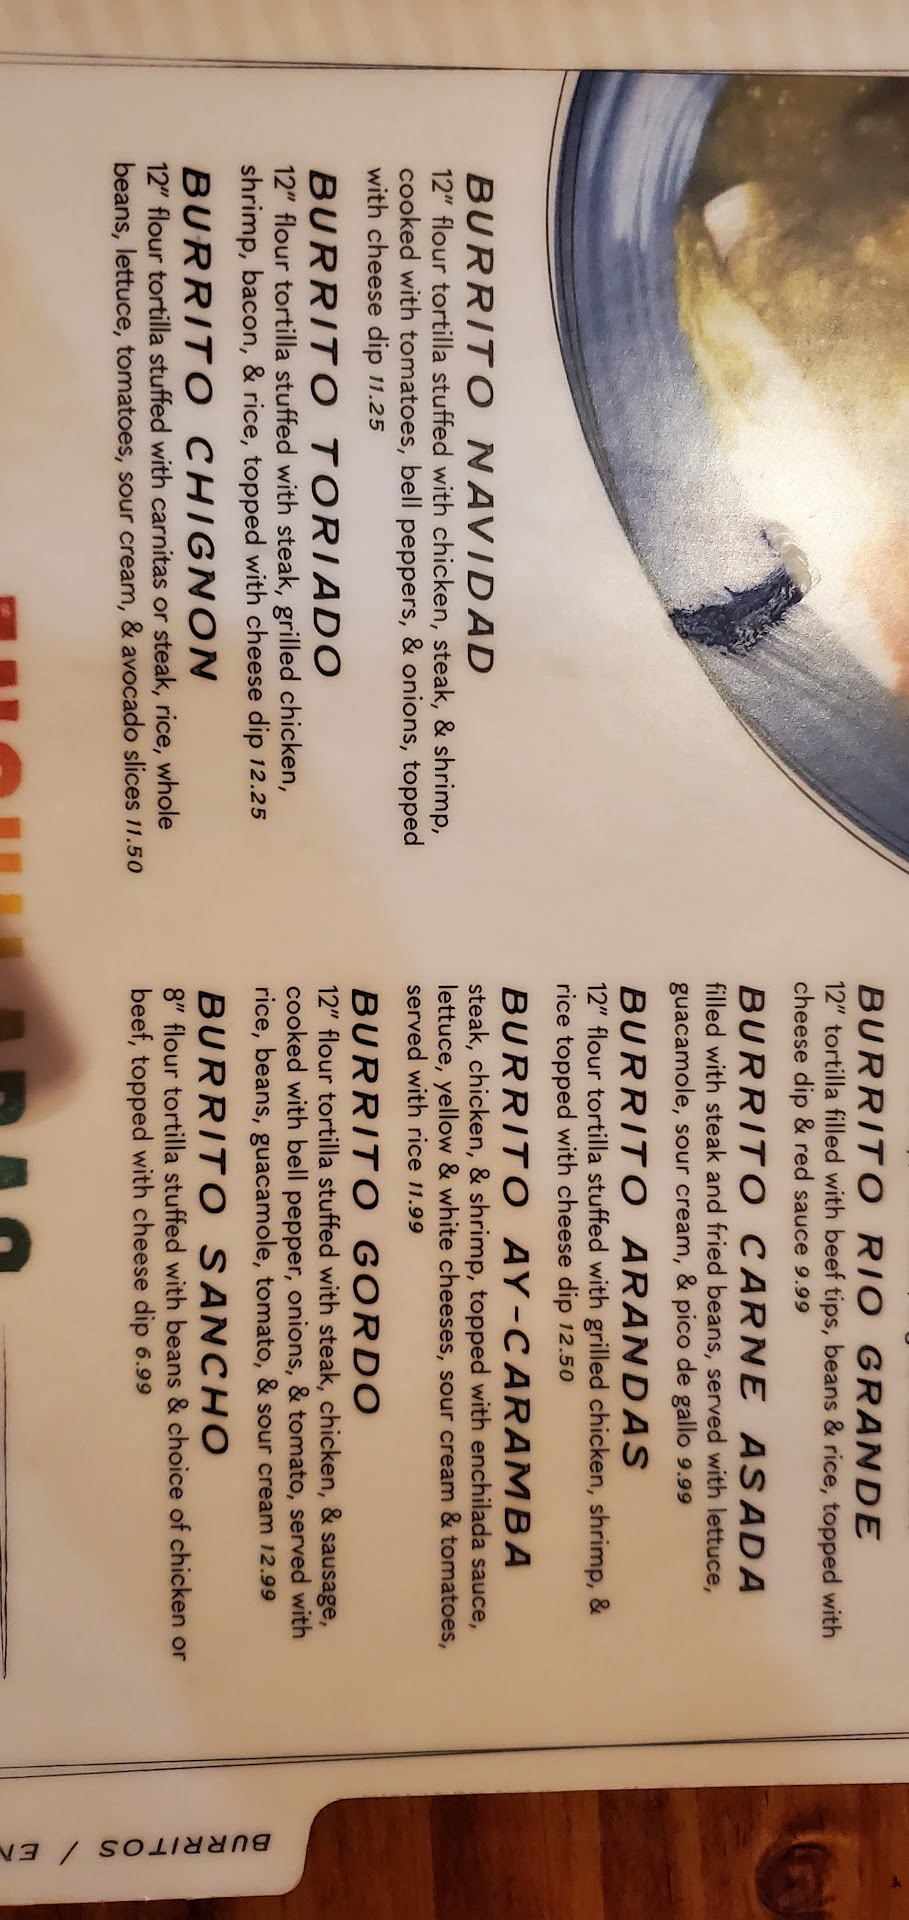 BURRITO NAVIDAD
12" flour tortilla stuffed with chicken, steak, & shrimp,
cooked with tomatoes, bell peppers, & onions, topped
with cheese dip 11.25
BURRITO TORIADO
12" flour tortilla stuffed with steak, grilled chicken,
shrimp, bacon, & rice, topped with cheese dip 12.25
BURRITO CHIGNON
12" flour tortilla stuffed with carnitas or steak, rice, whole
beans, lettuce, tomatoes, sour cream, & avocado slices 11.50
BURRITO RIO GRANDE
12" tortilla filled with beef tips, beans & rice, topped with
cheese dip & red sauce 9.99
BURRITO CARNE ASADA
filled with steak and fried beans, served with lettuce,
guacamole, sour cream, & pico de gallo 9.99
BURRITO ARANDAS
12" flour tortilla stuffed with grilled chicken, shrimp, &
rice topped with cheese dip 12.50
BURRITO AY-CARAMBA
steak, chicken, & shrimp, topped with enchilada sauce,
lettuce, yellow & white cheeses, sour cream & tomatoes,
served with rice 11.99
BURRITO GORDO
12" flour tortilla stuffed with steak, chicken, & sausage,
cooked with bell pepper, onions, & tomato, served with
rice, beans, guacamole, tomato, & sour cream 12.99
BURRITO SANCHO
8" flour tortilla stuffed with beans & choice of chicken or
beef, topped with cheese dip 6.99
BURRITOS /